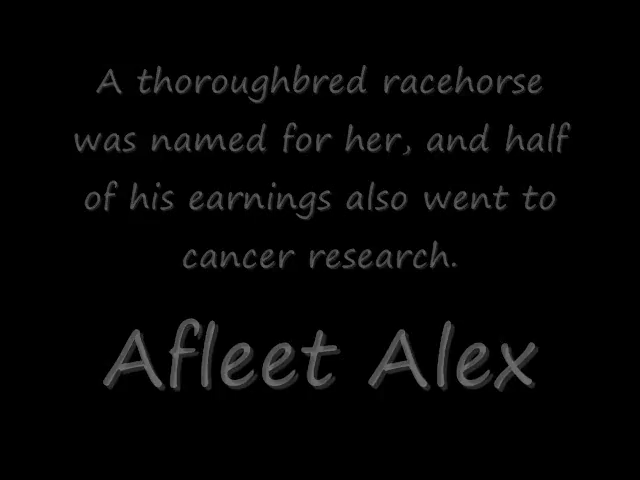 A thoroughbred racehorse
was named for her, and half
of his earnings also went to
cancer research.
Afleet Alex